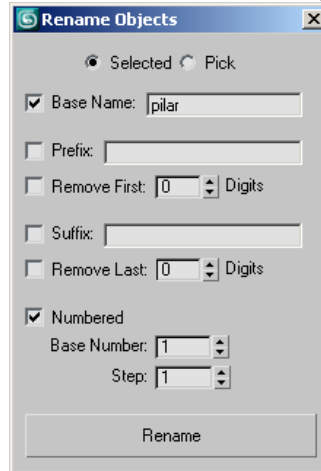 Rename Objects
Selected Pick
Base Name: pilar
Prefix:
Remove First: 0 Digits
Suffix:
Remove Last: 0 Digits
Numbered
Base Number: 1
Step: 1
Rename